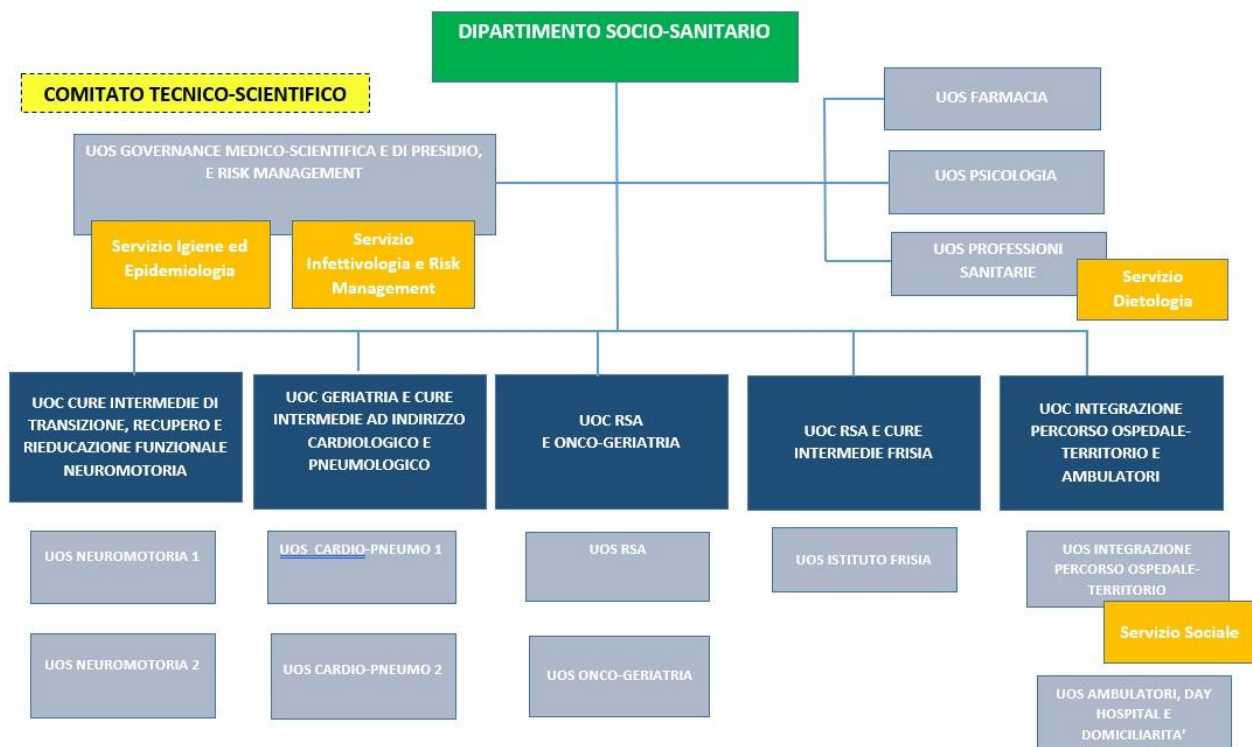 DIPARTIMENTO SOCIO-SANITARIO
COMITATO TECNICO-SCIENTIFICO
UOS GOVERNANCE MEDICO-SCIENTIFICA E DI PRESIDIO,
E RISK MANAGEMENT
Servizio Igiene ed
Epidemiologia
Servizio
Infettivologia e Risk
Management
UOS FARMACIA
UOS PSICOLOGIA
UOS PROFESSIONI
SANITARIE
Servizio
Dietologia
UOC CURE INTERMEDIE DI
TRANSIZIONE, RECUPERO E
RIEDUCAZIONE FUNZIONALE
NEUROMOTORIA
UOC GERIATRIA E CURE
INTERMEDIE AD INDIRIZZO
CARDIOLOGICO E
PNEUMOLOGICO
UOC RSA
E ONCO-GERIATRIA
UOC RSA E CURE
INTERMEDIE FRISIA
UOC INTEGRAZIONE
PERCORSO OSPEDALE-
TERRITORIO E
AMBULATORI
UOS NEUROMOTORIA 1
UOS CARDIO-PNEUMO 1
UOS RSA
UOS ISTITUTO FRISIA
UOS INTEGRAZIONE
PERCORSO OSPEDALE-
TERRITORIO
Servizio Sociale
UOS NEUROMOTORIA 2
UOS CARDIO-PNEUMO 2
UOS ONCO-GERIATRIA
UOS AMBULATORI, DAY
HOSPITAL E
DOMICILIARITA’